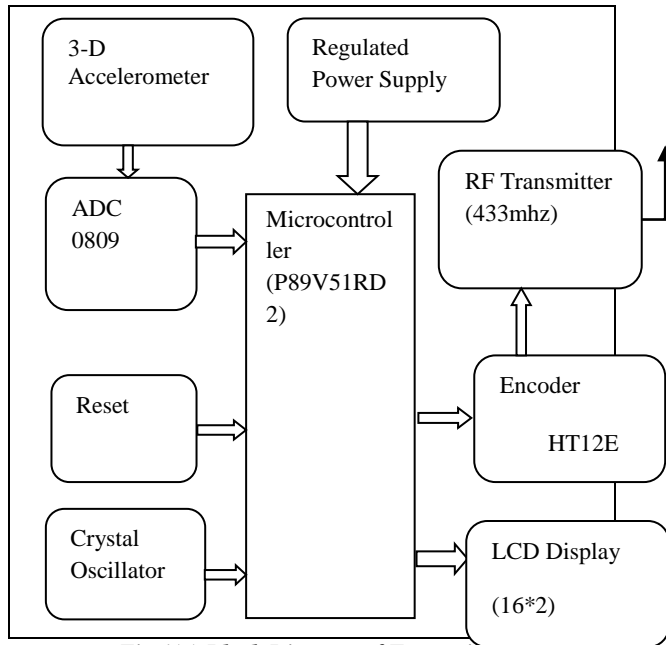 3-D
Accelerometer
Regulated
Power Supply
ADC
0809
Microcontrol
ler
(P89V51RD
2)
RF Transmitter
(433mhz)
Reset
Encoder
HT12E
Crystal
Oscillator
LCD Display
(16*2)